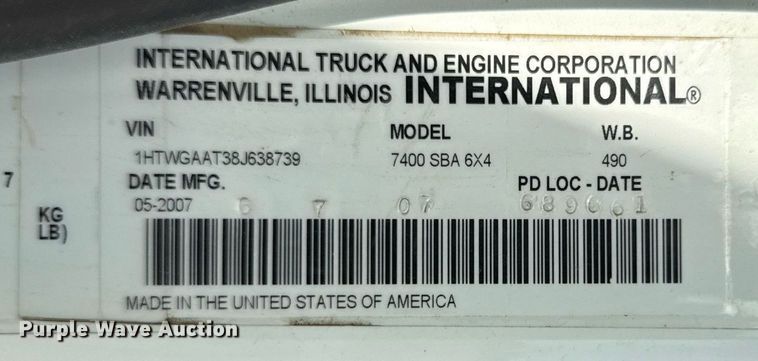 INTERNATIONAL TRUCK AND ENGINE CORPORATION
WARRENVILLE, ILLINOIS INTERNATIONAL®
VIN MODEL W.B.
1HTWGAAT38J638739 7400 SBA 6X4 490
DATE MFG. PD LOC - DATE
05-2007 6 7 07 689661
7
KG
LB)
MADE IN THE UNITED STATES OF AMERICA
Purple Wave Auction